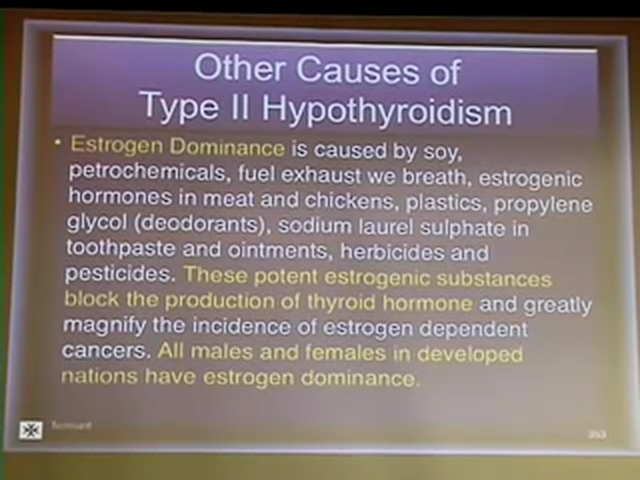 Other Causes of
Type II Hypothyroidism
• Estrogen Dominance is caused by soy,
petrochemicals, fuel exhaust we breath, estrogenic
hormones in meat and chickens, plastics, propylene
glycol (deodorants), sodium laurel sulphate in
toothpaste and ointments, herbicides and
pesticides. These potent estrogenic substances
block the production of thyroid hormone and greatly
magnify the incidence of estrogen dependent
cancers. All males and females in developed
nations have estrogen dominance.